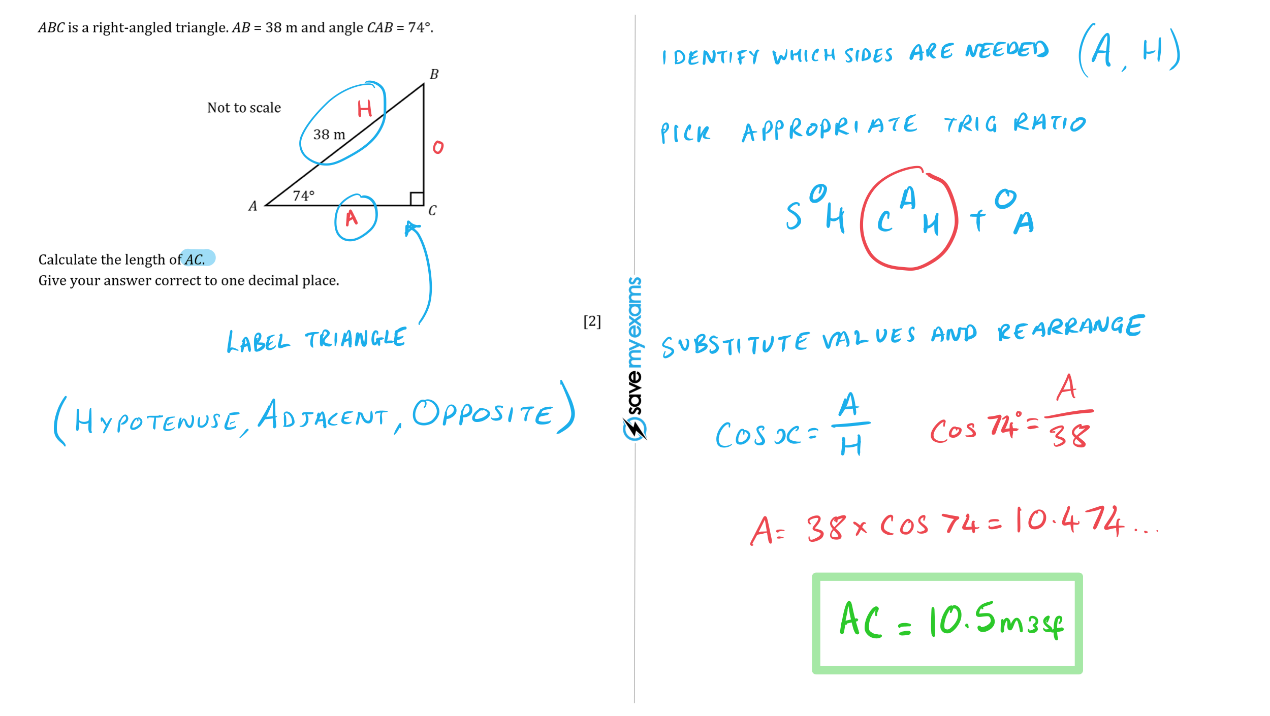 ABC is a right-angled triangle. AB = 38 m and angle CAB = 74°.
B
Not to scale
H
38 m
O
74°
A
A
C
Calculate the length of AC.
Give your answer correct to one decimal place.
[2]
LABEL TRIANGLE
(HYPOTENUSE, ADJACENT, OPPOSITE)
save my exams
IDENTIFY WHICH SIDES ARE NEEDED (A, H)
PICK APPROPRIATE TRIG RATIO
S O H C A H T O A
SUBSTITUTE VALUES AND REARRANGE
Cos x = A/H
Cos 74° = A/38
A = 38 × cos 74 = 10.474...
AC = 10.5m 3sf